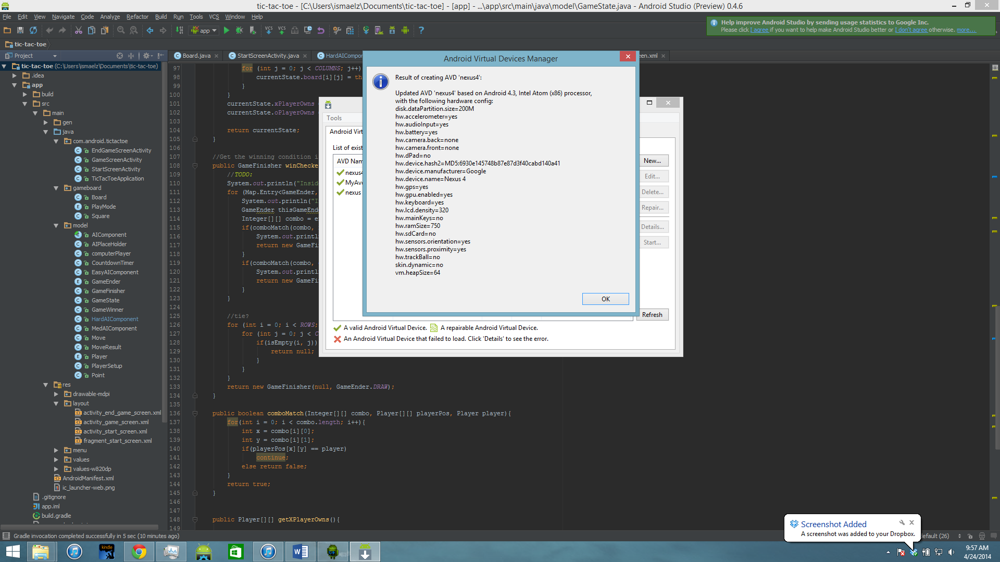 tic-tac-toe - [C:\Users\ismaelz\Documents\tic-tac-toe] - [app] - ...\app\src\main\java\model\GameState.java - Android Studio (Preview) 0.4.6
File Edit View Navigate Code Analyze Refactor Build Run Tools VCS Window Help
app
Help improve Android Studio by sending usage statistics to Google Inc.
Please click I agree if you want to help make Android Studio better or I don't agree otherwise. more...
tic-tac-toe
Project
Board.java
StartScreenActivity.java
HardAICompor
en.xml
tic-tac-toe (C:\Users\ismaelz\Documents\tic-tac-toe)
.idea
app
build
src
main
gen
java
com.android.tictactoe
EndGameScreenActivity
GameScreenActivity
StartScreenActivity
TicTacToeApplication
gameboard
Board
PlayMode
Square
model
AIComponent
AIPlaceHolder
computerPlayer
CountdownTimer
EasyAIComponent
GameEnder
GameFinisher
GameState
GameWinner
HardAIComponent
MedAIComponent
Move
MoveResult
Player
PlayerSetup
Point
res
drawable-mdpi
layout
activity_end_game_screen.xml
activity_game_screen.xml
activity_start_screen.xml
fragment_start_screen.xml
menu
values
values-w820dp
AndroidManifest.xml
ic_launcher-web.png
.gitignore
app.iml
build.gradle
97 for (int j = 0; j < COLUMNS; j++)
98 currentState.board[i][j] = th
99 }
100 }
101 currentState.xPlayerOwns =
102 currentState.oPlayerOwns =
103
104 return currentState;
105 }
106
107 //Get the winning condition i
108 public GameFinisher winChecke
109 //TODO:
110 System.out.println("Insid
111 for (Map.Entry<GameEnder,
112 System.out.println("I
113 GameEnder thisGameEnd
114 Integer[][] combo = e
115 if(comboMatch(combo,
116 System.out.printl
117 return new GameFi
118 }
119 if(comboMatch(combo,
120 System.out.printl
121 return new GameFi
122 }
123 }
124
125 //tie?
126 for (int i = 0; i < ROWS;
127 for (int j = 0; j < C
128 if(isEmpty(i, j))
129 return null;
130 }
131 }
132 }
133 return new GameFinisher(null, GameEnder.DRAW);
134 }
135
136 public boolean comboMatch(Integer[][] combo, Player[][] playerPos, Player player){
137 for(int i = 0; i < combo.length; i++){
138 int x = combo[i][0];
139 int y = combo[i][1];
140 if(playerPos[x][y] == player)
141 continue;
142 else return false;
143 }
144 return true;
145 }
146
147
148 public Player[][] getXPlayerOwns(){
149
Tools
Android Virt
List of exist
AVD Nam
nexus4
MyAv
nexus
New...
Edit...
Delete...
Repair...
Details...
Start...
Refresh
A valid Android Virtual Device. A repairable Android Virtual Device.
An Android Virtual Device that failed to load. Click 'Details' to see the error.
Android Virtual Devices Manager
Result of creating AVD 'nexus4':
Updated AVD 'nexus4' based on Android 4.3, Intel Atom (x86) processor,
with the following hardware config:
disk.dataPartition.size=200M
hw.accelerometer=yes
hw.audioInput=yes
hw.battery=yes
hw.camera.back=none
hw.camera.front=none
hw.dPad=no
hw.device.hash2=MD5:6930e145748b87e87d3f40cabd140a41
hw.device.manufacturer=Google
hw.device.name=Nexus 4
hw.gps=yes
hw.gpu.enabled=yes
hw.keyboard=yes
hw.lcd.density=320
hw.mainKeys=no
hw.ramSize=750
hw.sdCard=no
hw.sensors.orientation=yes
hw.sensors.proximity=yes
hw.trackBall=no
skin.dynamic=no
vm.heapSize=64
OK
Screenshot Added
A screenshot was added to your Dropbox.
Gradle invocation completed successfully in 5 sec (10 minutes ago)
default (26)
kindle
9:57 AM
4/24/2014